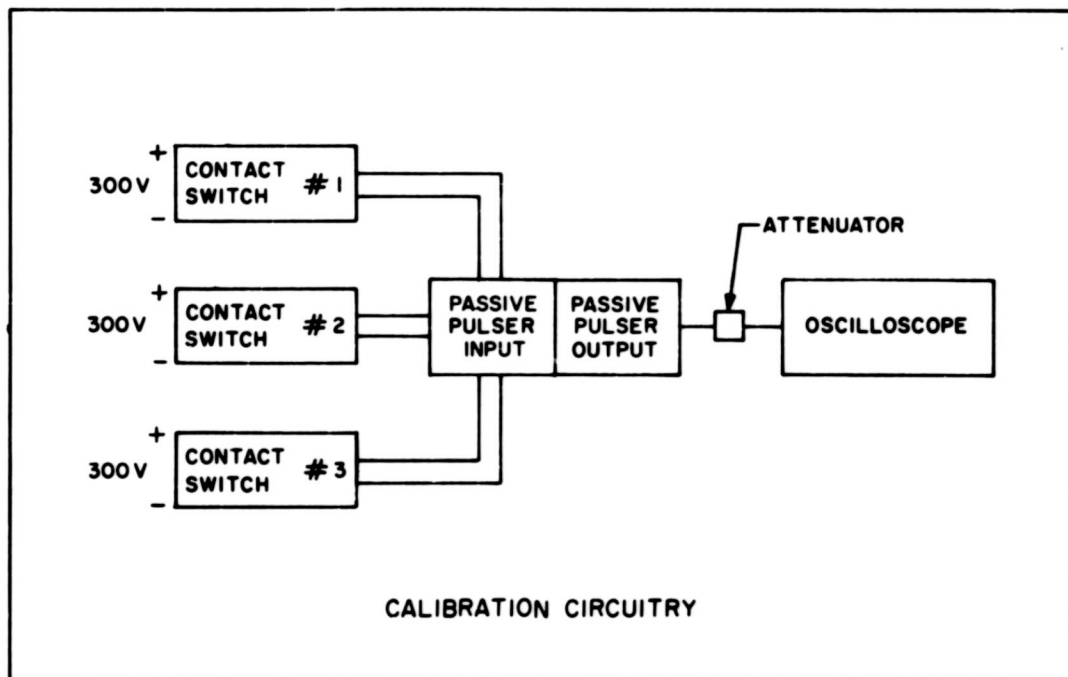 +
300V
−
CONTACT
SWITCH #1
+
300V
−
CONTACT
SWITCH #2
+
300V
−
CONTACT
SWITCH #3
PASSIVE
PULSER
INPUT
PASSIVE
PULSER
OUTPUT
ATTENUATOR
OSCILLOSCOPE
CALIBRATION CIRCUITRY